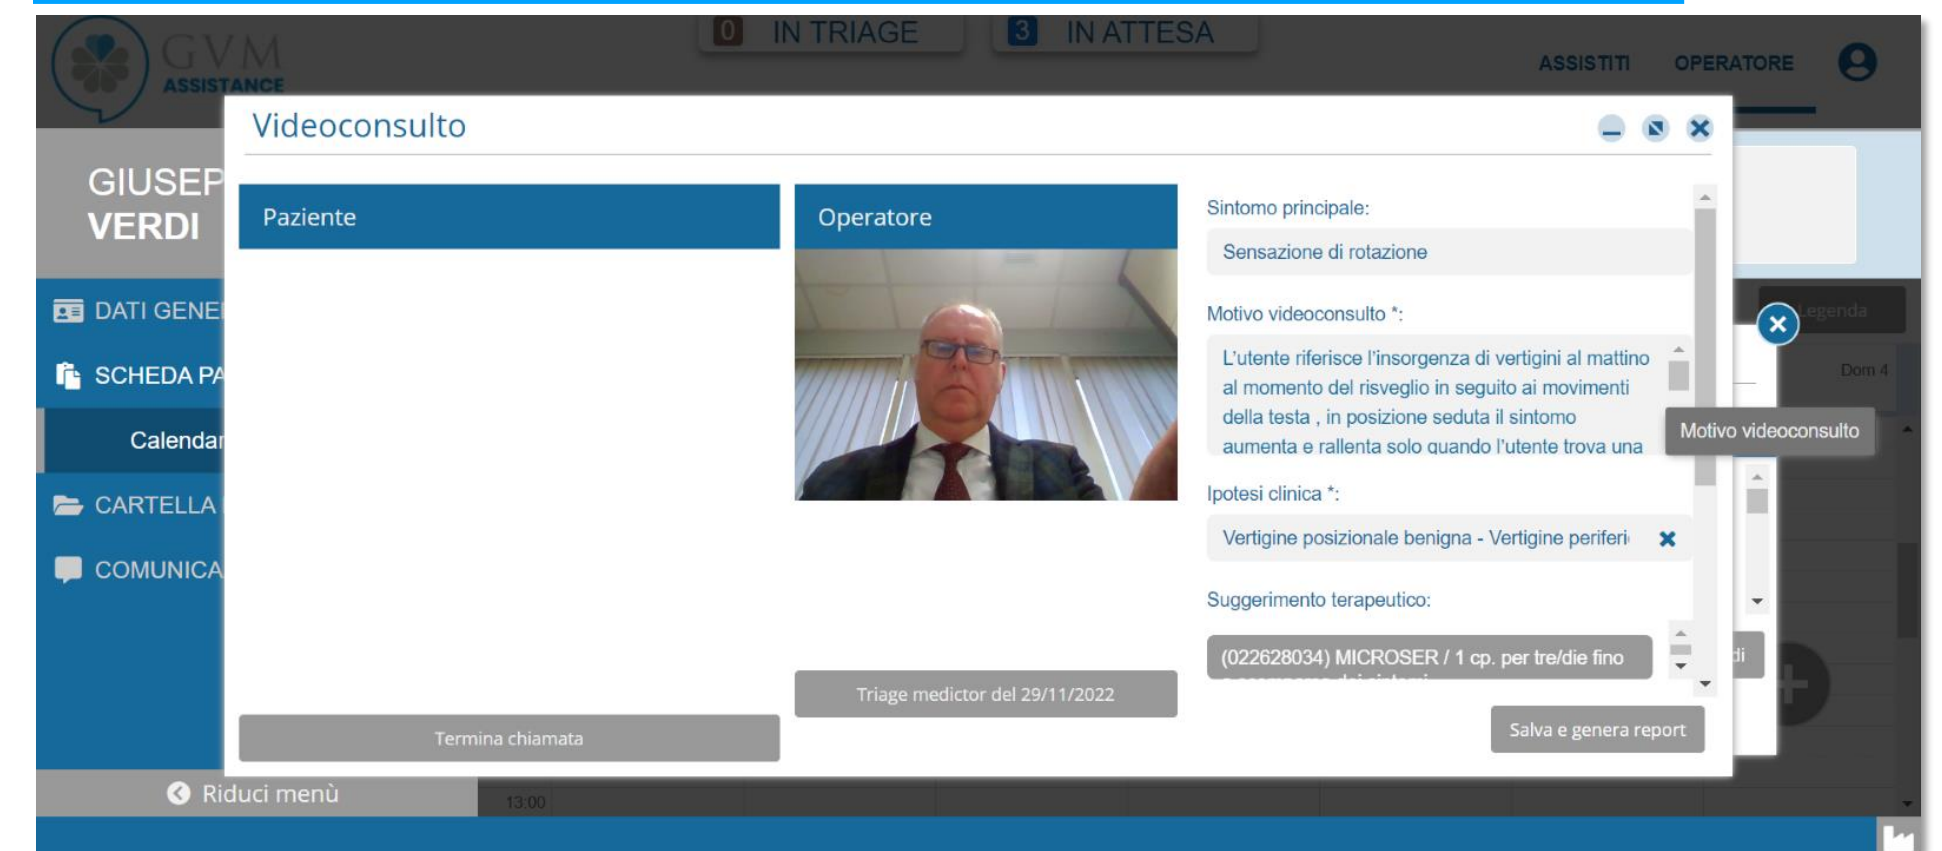 GVM
ASSISTANCE
0 IN TRIAGE
3 IN ATTESA
ASSISTITI
OPERATORE
Videoconsulto
GIUSEP
VERDI
DATI GENE
SCHEDA PA
Calendar
CARTELLA
COMUNICA
Riduci menù
Paziente
Termina chiamata
Operatore
Triage medictor del 29/11/2022
Sintomo principale:
Sensazione di rotazione
Motivo videoconsulto *:
L'utente riferisce l'insorgenza di vertigini al mattino
al momento del risveglio in seguito ai movimenti
della testa , in posizione seduta il sintomo
aumenta e rallenta solo quando l'utente trova una
Ipotesi clinica *:
Vertigine posizionale benigna - Vertigine periferi
Suggerimento terapeutico:
(022628034) MICROSER / 1 cp. per tre/die fino
Salva e genera report
Legenda
Dom 4
Motivo videoconsulto
di
13:00